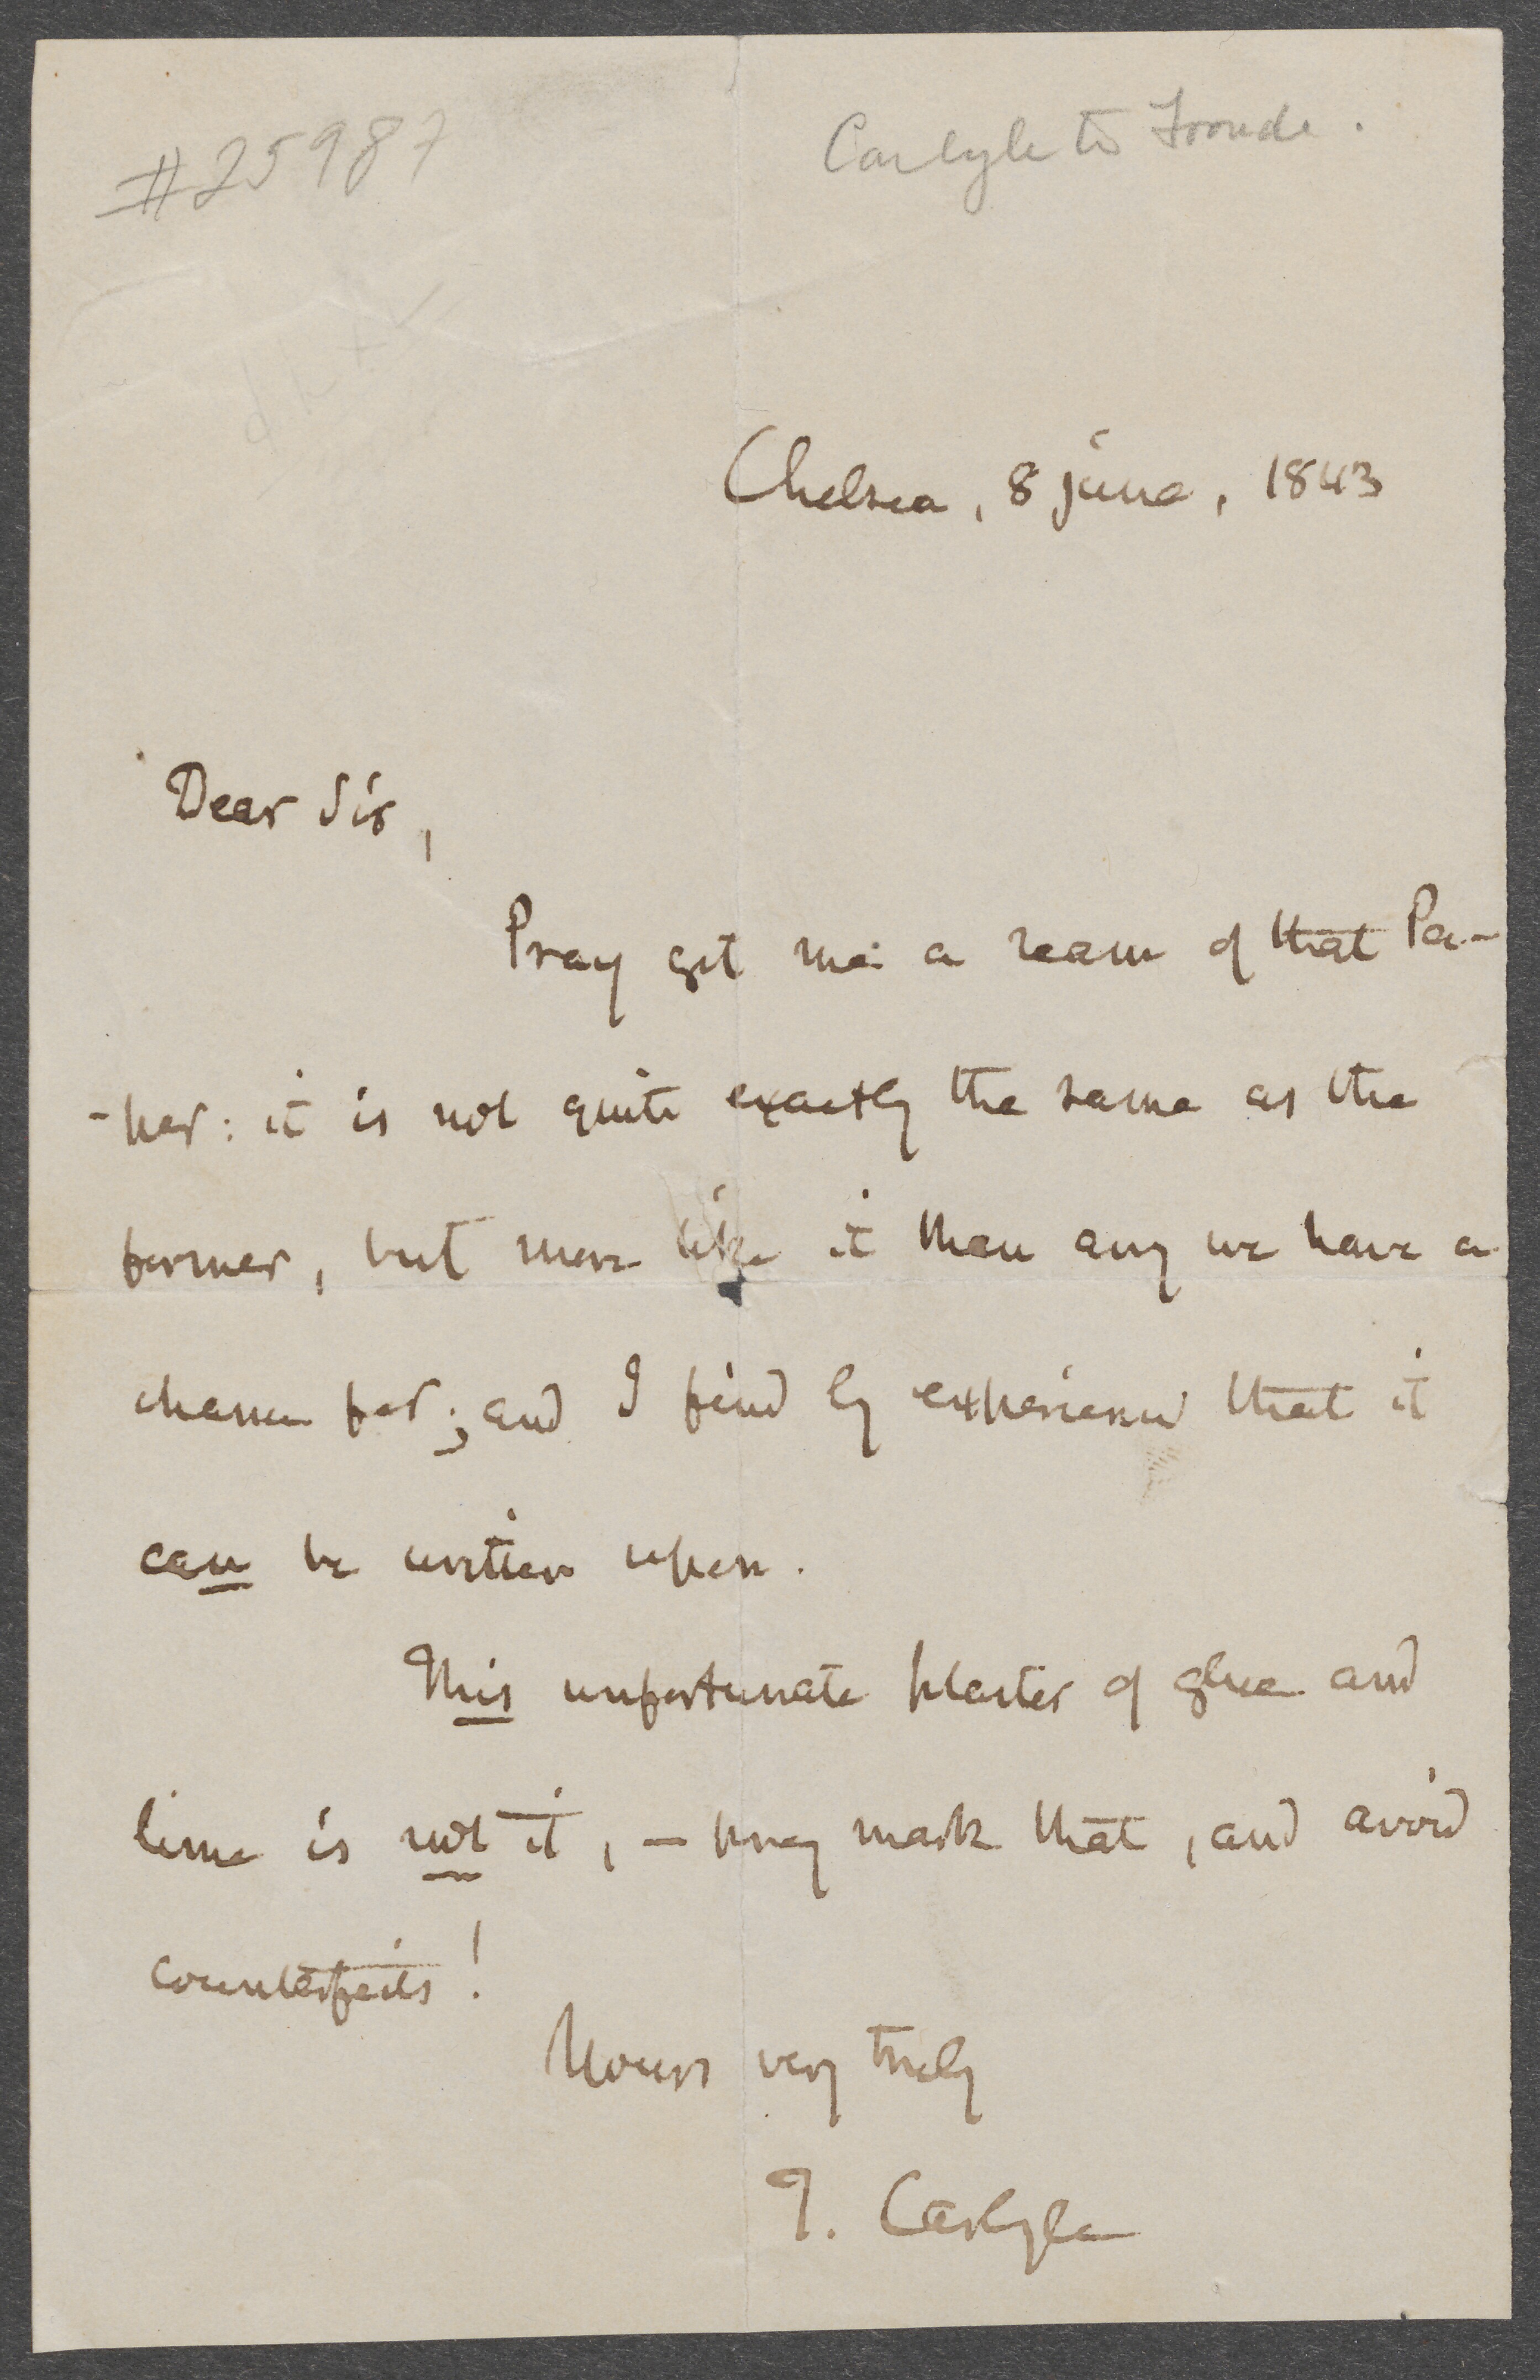 #25987
Carlyle to Froude.
Chelsea, 8 june, 1843
Dear Sir,
Pray get me a ream of that Pa-
-per: it is not quite exactly the same as the
former, but more like it than any we have a
chance for; and I find by experience that it
can be written upon.
This unfortunate plaster of glue and
lime is not it, — pray mark that, and avoid
counterfeits!
Yours very truly
T. Carlyle